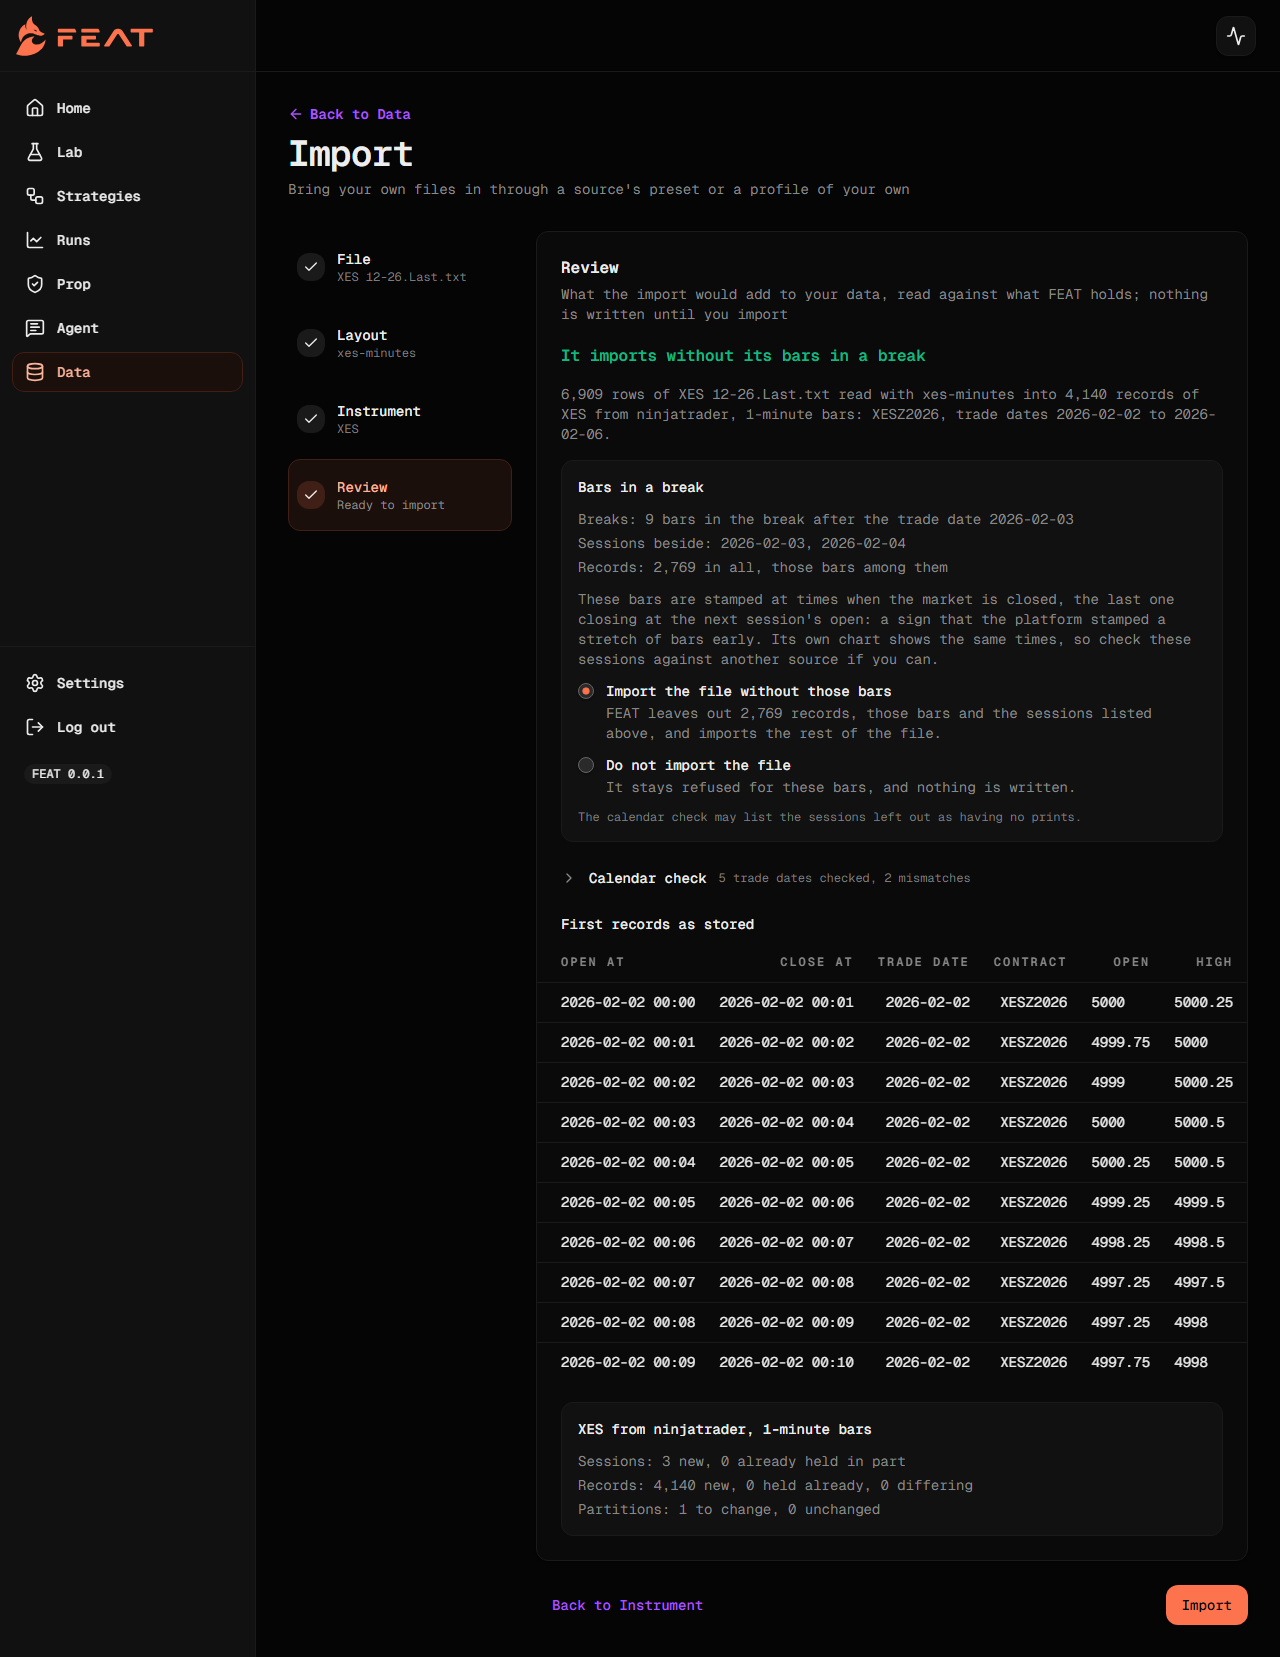 FEAT
Home
Lab
Strategies
Runs
Prop
Agent
Data
Settings
Log out
FEAT 0.0.1
Back to Data
Import
Bring your own files in through a source's preset or a profile of your own
File
XES 12-26.Last.txt
Layout
xes-minutes
Instrument
XES
Review
Ready to import
Review
What the import would add to your data, read against what FEAT holds; nothing
is written until you import
It imports without its bars in a break
6,909 rows of XES 12-26.Last.txt read with xes-minutes into 4,140 records of
XES from ninjatrader, 1-minute bars: XESZ2026, trade dates 2026-02-02 to 2026-
02-06.
Bars in a break
Breaks: 9 bars in the break after the trade date 2026-02-03
Sessions beside: 2026-02-03, 2026-02-04
Records: 2,769 in all, those bars among them
These bars are stamped at times when the market is closed, the last one
closing at the next session's open: a sign that the platform stamped a
stretch of bars early. Its own chart shows the same times, so check these
sessions against another source if you can.
Import the file without those bars
FEAT leaves out 2,769 records, those bars and the sessions listed
above, and imports the rest of the file.
Do not import the file
It stays refused for these bars, and nothing is written.
The calendar check may list the sessions left out as having no prints.
Calendar check 5 trade dates checked, 2 mismatches
First records as stored
OPEN AT CLOSE AT TRADE DATE CONTRACT OPEN HIGH
2026-02-02 00:00 2026-02-02 00:01 2026-02-02 XESZ2026 5000 5000.25
2026-02-02 00:01 2026-02-02 00:02 2026-02-02 XESZ2026 4999.75 5000
2026-02-02 00:02 2026-02-02 00:03 2026-02-02 XESZ2026 4999 5000.25
2026-02-02 00:03 2026-02-02 00:04 2026-02-02 XESZ2026 5000 5000.5
2026-02-02 00:04 2026-02-02 00:05 2026-02-02 XESZ2026 5000.25 5000.5
2026-02-02 00:05 2026-02-02 00:06 2026-02-02 XESZ2026 4999.25 4999.5
2026-02-02 00:06 2026-02-02 00:07 2026-02-02 XESZ2026 4998.25 4998.5
2026-02-02 00:07 2026-02-02 00:08 2026-02-02 XESZ2026 4997.25 4997.5
2026-02-02 00:08 2026-02-02 00:09 2026-02-02 XESZ2026 4997.25 4998
2026-02-02 00:09 2026-02-02 00:10 2026-02-02 XESZ2026 4997.75 4998
XES from ninjatrader, 1-minute bars
Sessions: 3 new, 0 already held in part
Records: 4,140 new, 0 held already, 0 differing
Partitions: 1 to change, 0 unchanged
Back to Instrument
Import